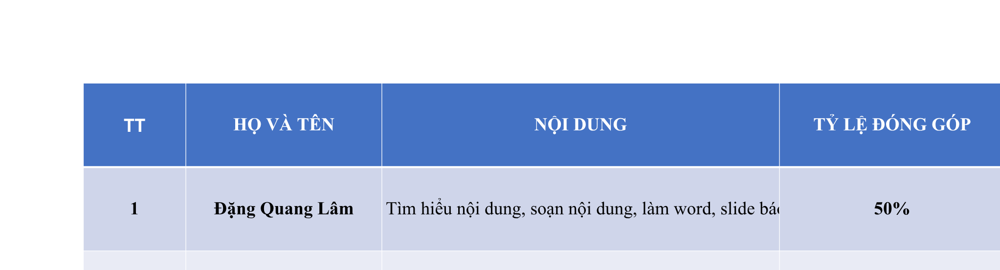 TT HỌ VÀ TÊN NỘI DUNG TỶ LỆ ĐÓNG GÓP
1 Đặng Quang Lâm Tìm hiểu nội dung, soạn nội dung, làm word, slide 50%